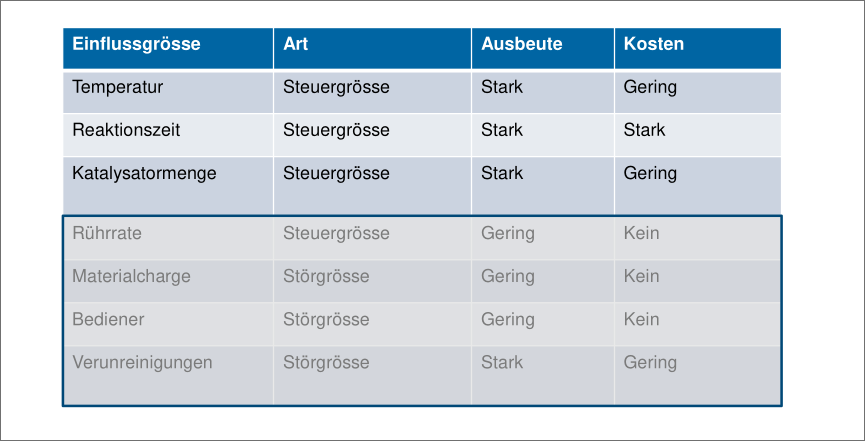 Einflussgrösse Art Ausbeute Kosten
Temperatur Steuergrösse Stark Gering
Reaktionszeit Steuergrösse Stark Stark
Katalysatormenge Steuergrösse Stark Gering
Rührrate Steuergrösse Gering Kein
Materialcharge Störgrösse Gering Kein
Bediener Störgrösse Gering Kein
Verunreinigungen Störgrösse Stark Gering